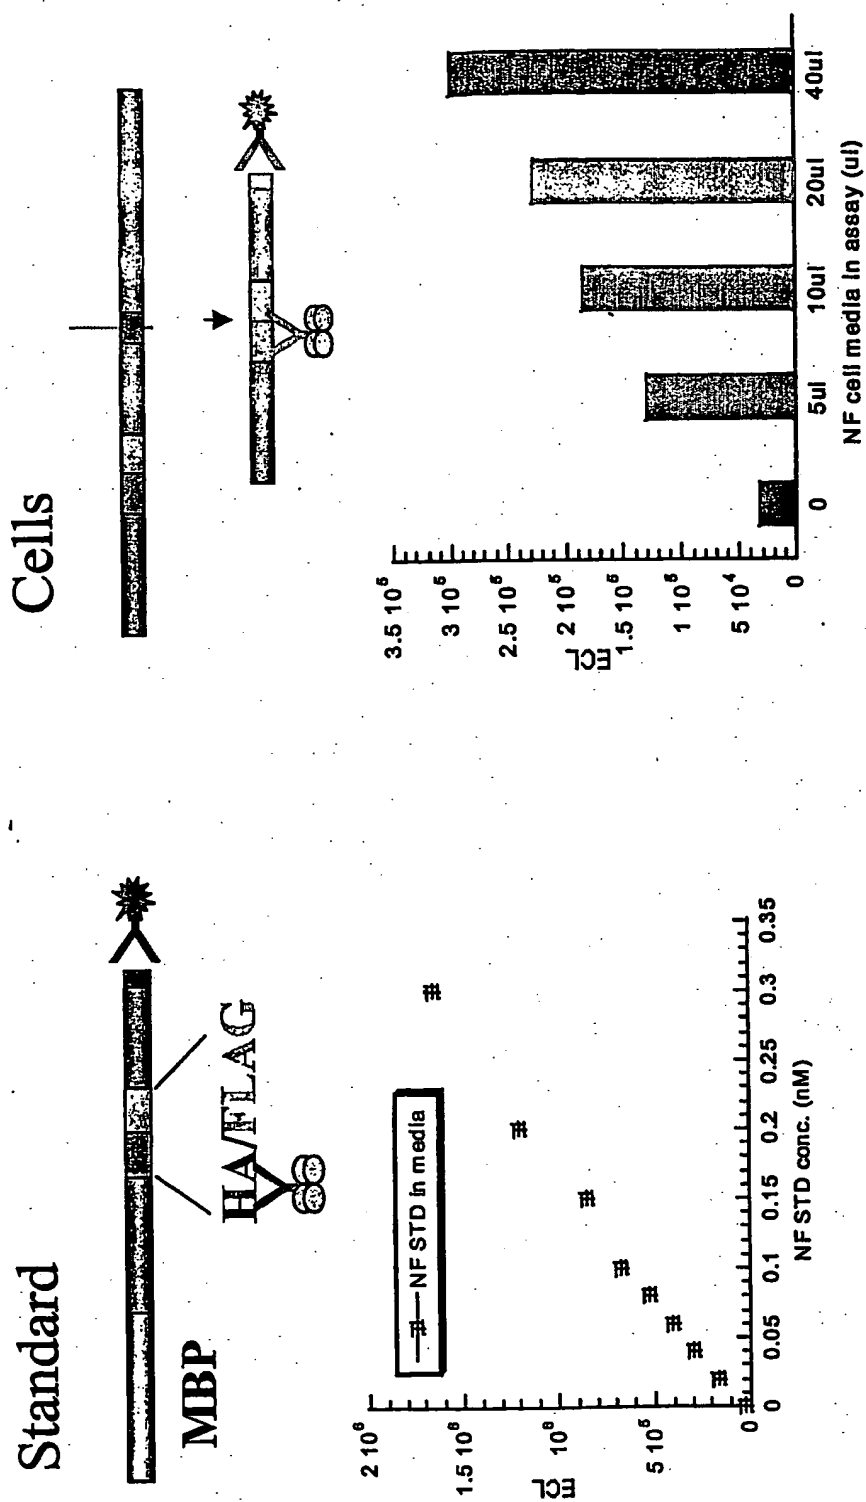 Standard
MBP
HA/FLAG
2 10⁶
1.5 10⁶
10⁶
5 10⁵
0
ECL
NF STD in media
0
0.05
0.1
0.15
0.2
0.25
0.3
0.35
NF STD conc. (nM)
Cells
3.5 10⁵
3 10⁵
2.5 10⁵
2 10⁵
1.5 10⁵
1 10⁵
5 10⁴
0
ECL
0
5ul
10ul
20ul
40ul
NF cell media in assay (ul)